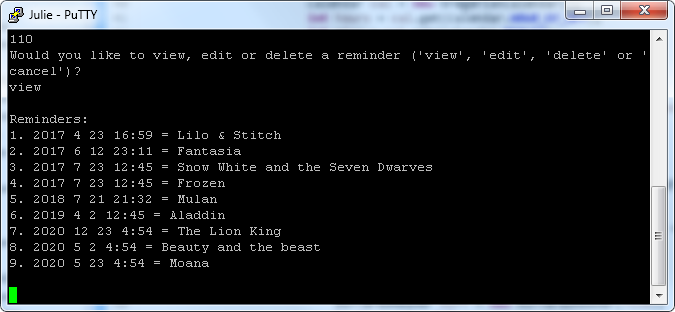 Julie - PuTTY
110
Would you like to view, edit or delete a reminder ('view', 'edit', 'delete' or '
cancel')?
view
Reminders:
1. 2017 4 23 16:59 = Lilo & Stitch
2. 2017 6 12 23:11 = Fantasia
3. 2017 7 23 12:45 = Snow White and the Seven Dwarves
4. 2017 7 23 12:45 = Frozen
5. 2018 7 21 21:32 = Mulan
6. 2019 4 2 12:45 = Aladdin
7. 2020 12 23 4:54 = The Lion King
8. 2020 5 2 4:54 = Beauty and the beast
9. 2020 5 23 4:54 = Moana